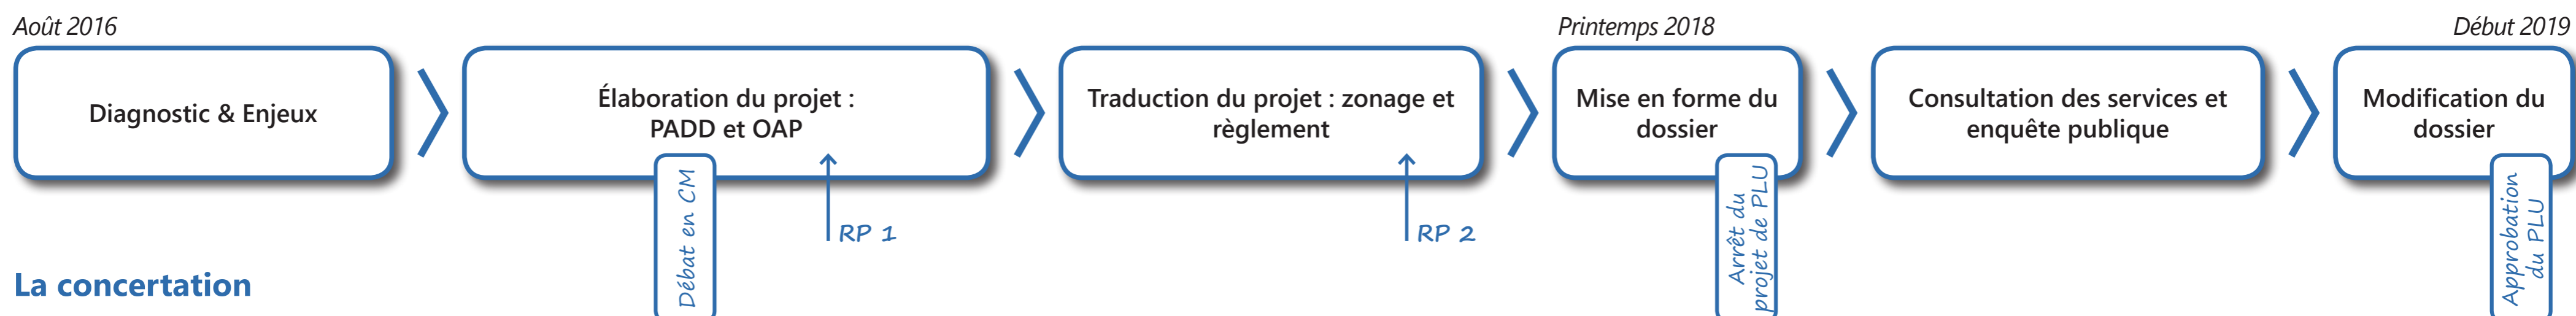 Août 2016
Printemps 2018
Début 2019
Diagnostic & Enjeux
Élaboration du projet :
PADD et OAP
Traduction du projet : zonage et
règlement
Mise en forme du
dossier
Consultation des services et
enquête publique
Modification du
dossier
Débat en CM
RP 1
RP 2
Arrêt du
projet de PLU
Approbation
du PLU
La concertation